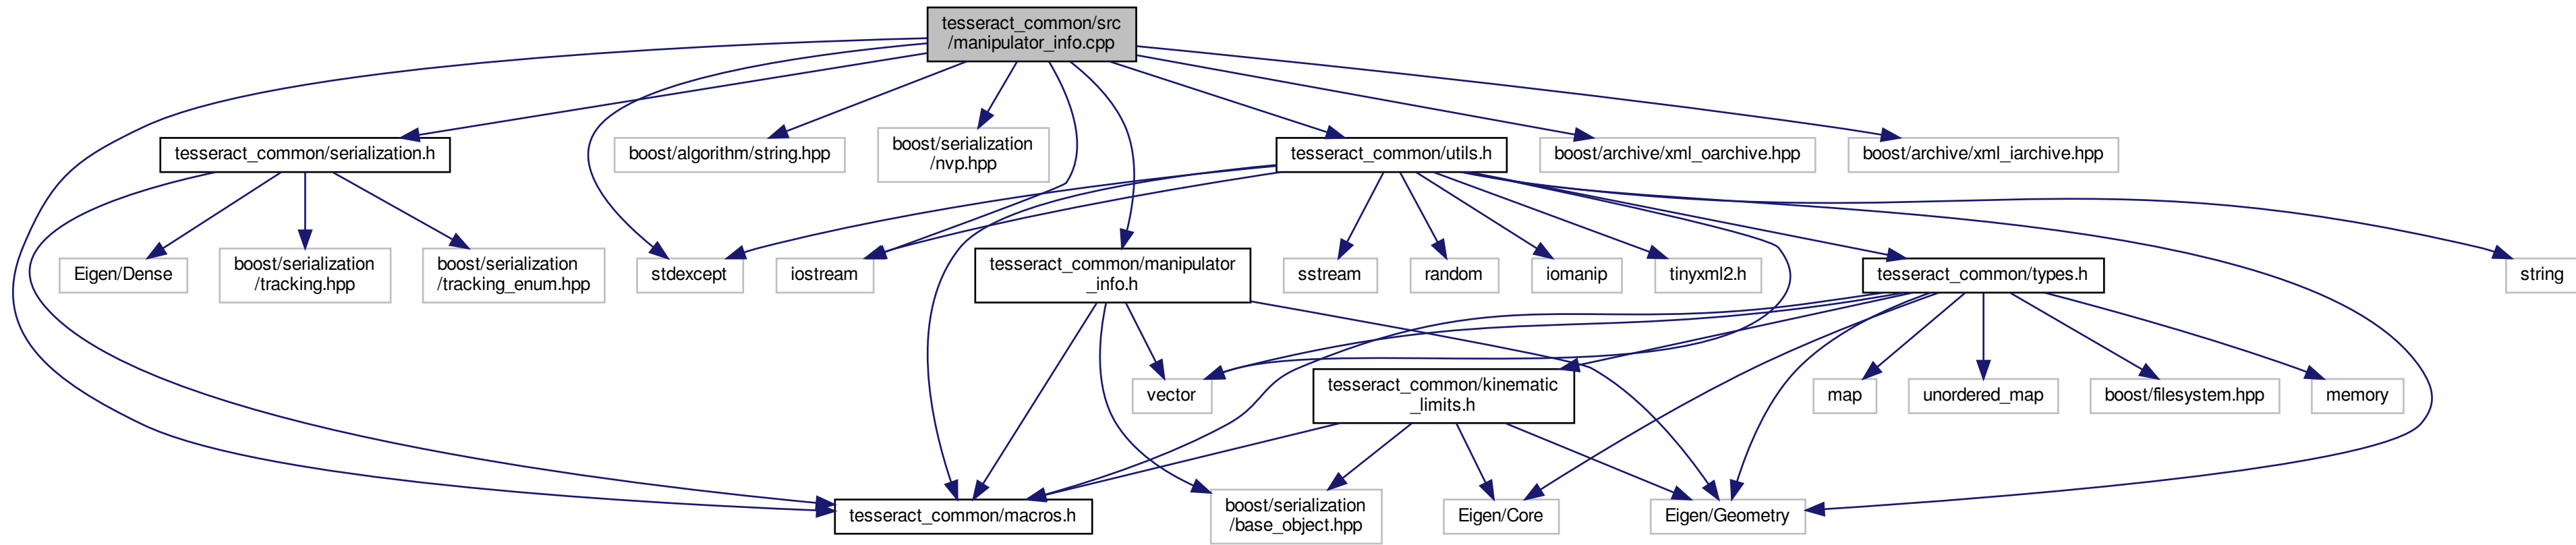 tesseract_common/src
/manipulator_info.cpp
tesseract_common/serialization.h
boost/algorithm/string.hpp
boost/serialization
/nvp.hpp
tesseract_common/utils.h
boost/archive/xml_oarchive.hpp
boost/archive/xml_iarchive.hpp
Eigen/Dense
boost/serialization
/tracking.hpp
boost/serialization
/tracking_enum.hpp
stdexcept
iostream
tesseract_common/manipulator
_info.h
sstream
random
iomanip
tinyxml2.h
tesseract_common/types.h
string
vector
tesseract_common/kinematic
_limits.h
map
unordered_map
boost/filesystem.hpp
memory
tesseract_common/macros.h
boost/serialization
/base_object.hpp
Eigen/Core
Eigen/Geometry